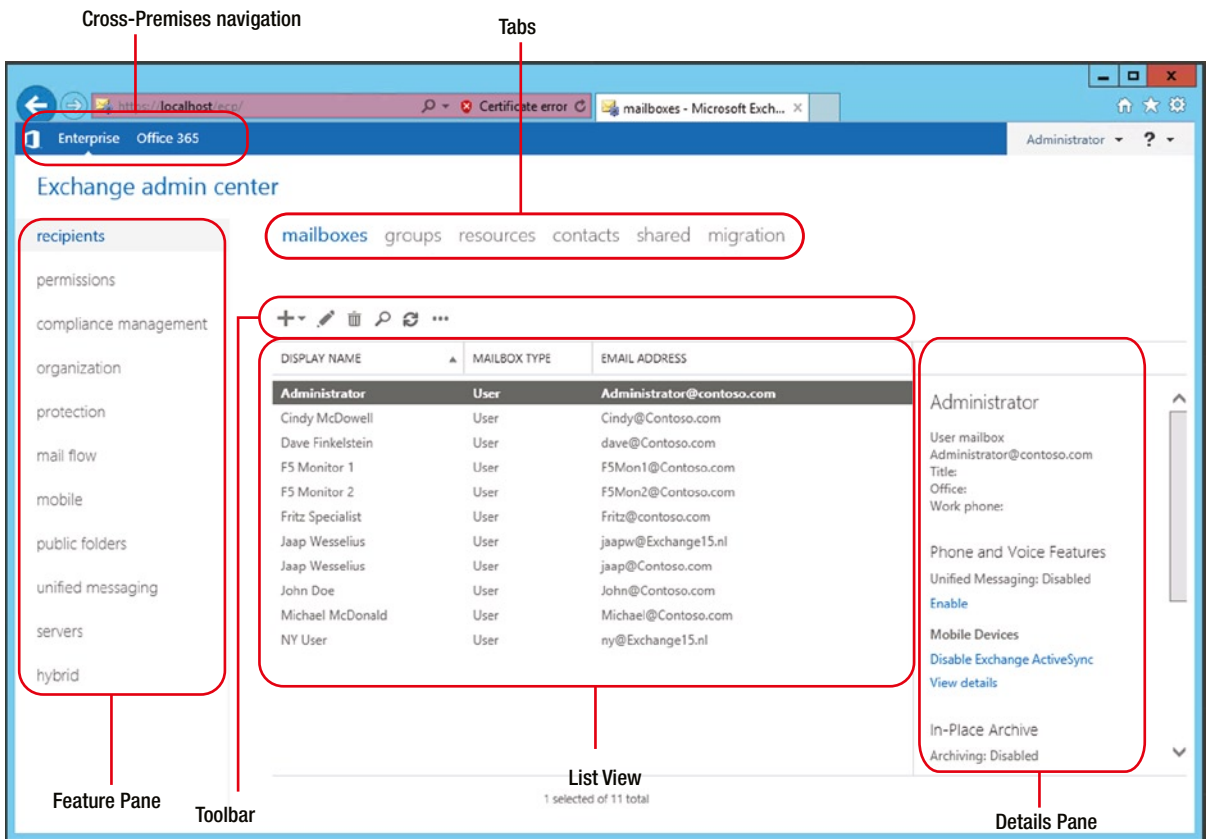 Cross-Premises navigation
Tabs
https://localhost/ecp/
Certificate error
mailboxes - Microsoft Exch...
Enterprise Office 365
Administrator ?
Exchange admin center
recipients
permissions
compliance management
organization
protection
mail flow
mobile
public folders
unified messaging
servers
hybrid
mailboxes groups resources contacts shared migration
DISPLAY NAME MAILBOX TYPE EMAIL ADDRESS
Administrator User Administrator@contoso.com
Cindy McDowell User Cindy@Contoso.com
Dave Finkelstein User dave@Contoso.com
F5 Monitor 1 User F5Mon1@Contoso.com
F5 Monitor 2 User F5Mon2@Contoso.com
Fritz Specialist User Fritz@contoso.com
Jaap Wesselius User jaapw@Exchange15.nl
Jaap Wesselius User jaap@Contoso.com
John Doe User John@Contoso.com
Michael McDonald User Michael@Contoso.com
NY User User ny@Exchange15.nl
Administrator
User mailbox
Administrator@contoso.com
Title:
Office:
Work phone:
Phone and Voice Features
Unified Messaging: Disabled
Enable
Mobile Devices
Disable Exchange ActiveSync
View details
In-Place Archive
Archiving: Disabled
List View
1 selected of 11 total
Feature Pane
Toolbar
Details Pane